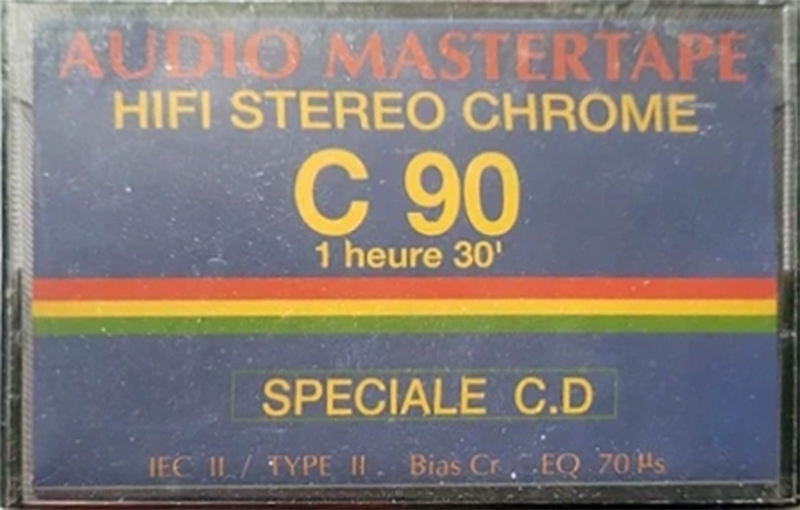 AUDIO MASTERTAPE
HIFI STEREO CHROME
C 90
1 heure 30'
SPECIALE C.D
IEC II / TYPE II Bias Cr EQ 70 µs